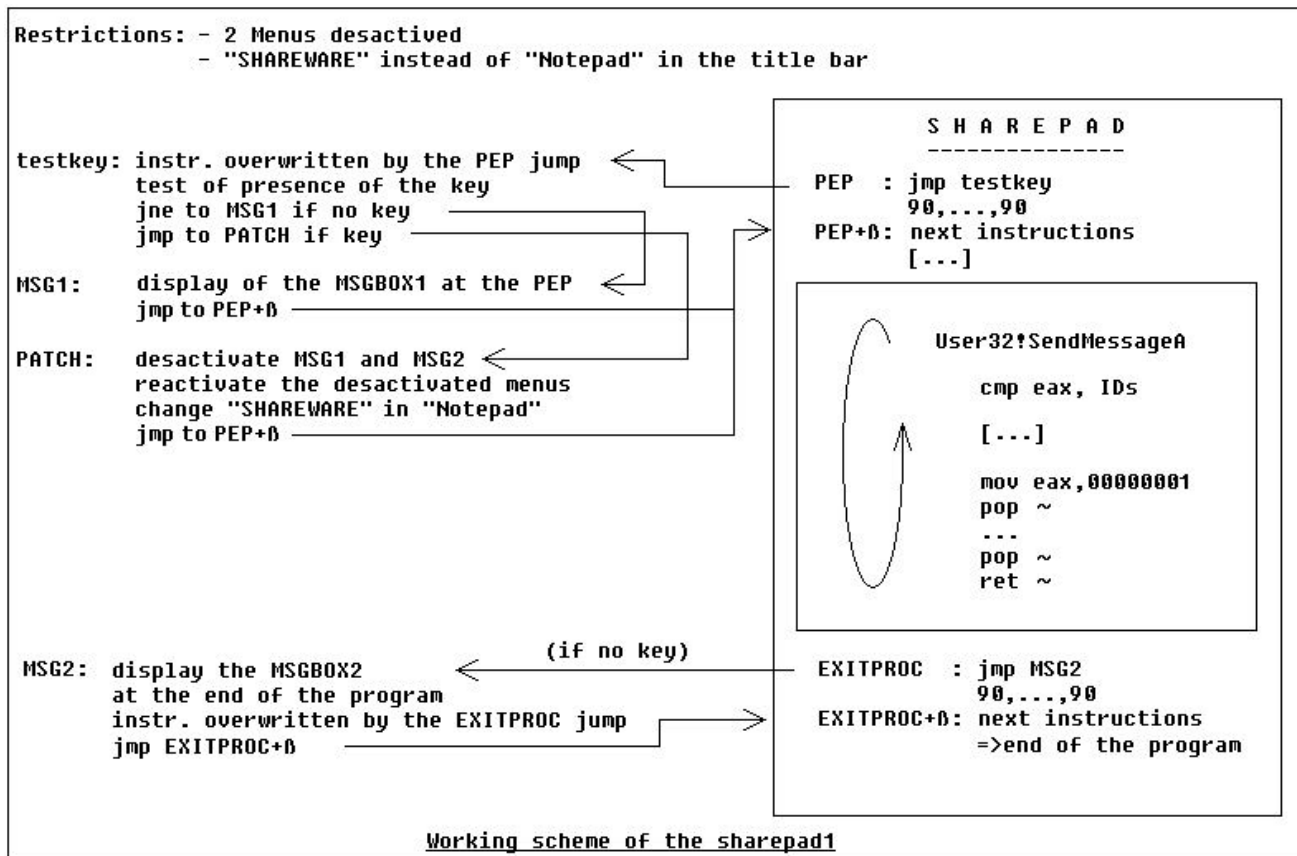 Restrictions: - 2 Menus desactived
- "SHAREWARE" instead of "Notepad" in the title bar
testkey: instr. overwritten by the PEP jump
test of presence of the key
jne to MSG1 if no key
jmp to PATCH if key
MSG1: display of the MSGBOX1 at the PEP
jmp to PEP+ß
PATCH: desactivate MSG1 and MSG2
reactivate the desactivated menus
change "SHAREWARE" in "Notepad"
jmp to PEP+ß
MSG2: display the MSGBOX2
at the end of the program
instr. overwritten by the EXITPROC jump
jmp EXITPROC+ß
(if no key)
S H A R E P A D
---------------
PEP : jmp testkey
90,...,90
PEP+ß: next instructions
[...]
User32!SendMessageA
cmp eax, IDs
[...]
mov eax,00000001
pop ~
...
pop ~
ret ~
EXITPROC : jmp MSG2
90,...,90
EXITPROC+ß: next instructions
=>end of the program
Working scheme of the sharepad1